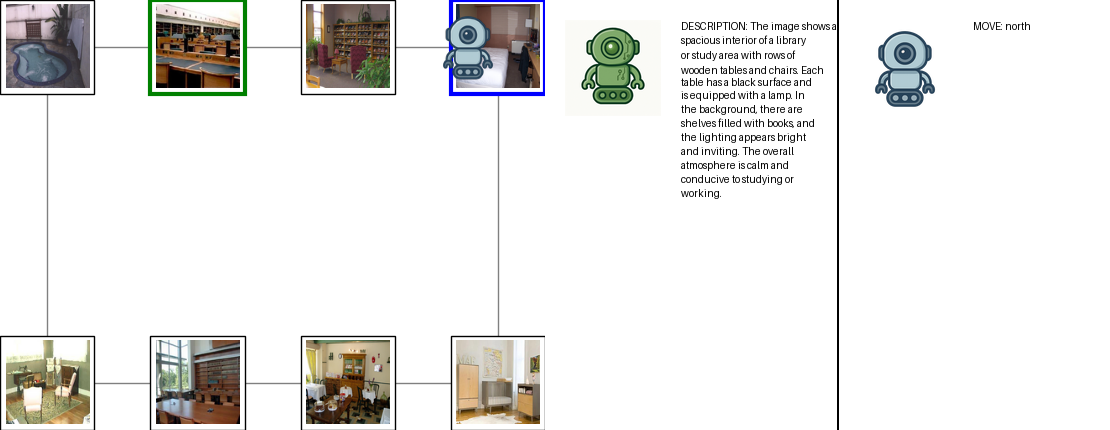 DESCRIPTION: The image shows a
spacious interior of a library
or study area with rows of
wooden tables and chairs. Each
table has a black surface and
is equipped with a lamp. In
the background, there are
shelves filled with books, and
the lighting appears bright
and inviting. The overall
atmosphere is calm and
conducive to studying or
working.
MOVE: north